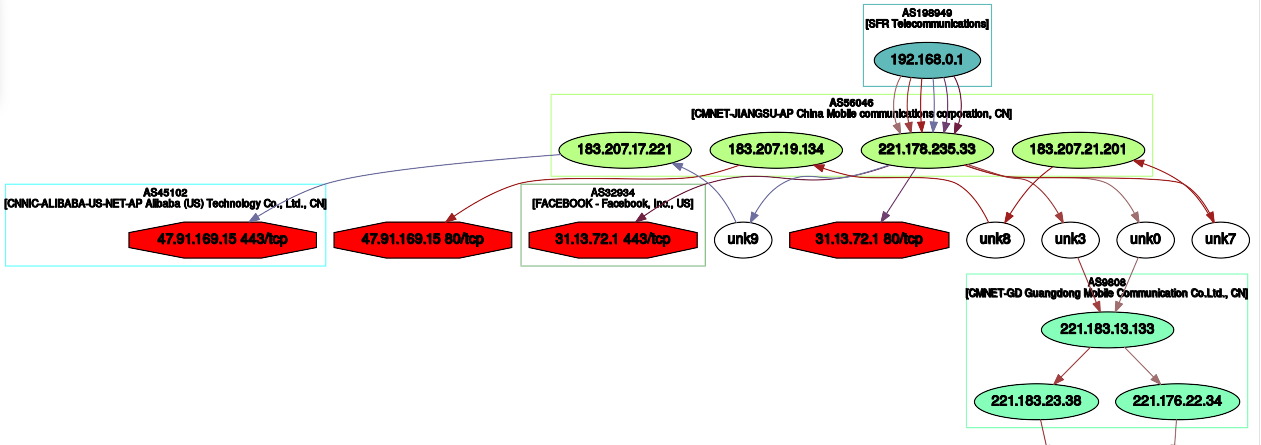 AS198949
[SFR Telecommunications]
192.168.0.1
AS56046
[CMNET-JIANGSU-AP China Mobile communications corporation, CN]
183.207.17.221
183.207.19.134
221.178.235.33
183.207.21.201
AS45102
[CNNIC-ALIBABA-US-NET-AP Alibaba (US) Technology Co., Ltd., CN]
AS32934
[FACEBOOK - Facebook, Inc., US]
47.91.169.15 443/tcp
47.91.169.15 80/tcp
31.13.72.1 443/tcp
unk9
31.13.72.1 80/tcp
unk8
unk3
unk0
unk7
AS9808
[CMNET-GD Guangdong Mobile Communication Co.Ltd., CN]
221.183.13.133
221.183.23.38
221.176.22.34